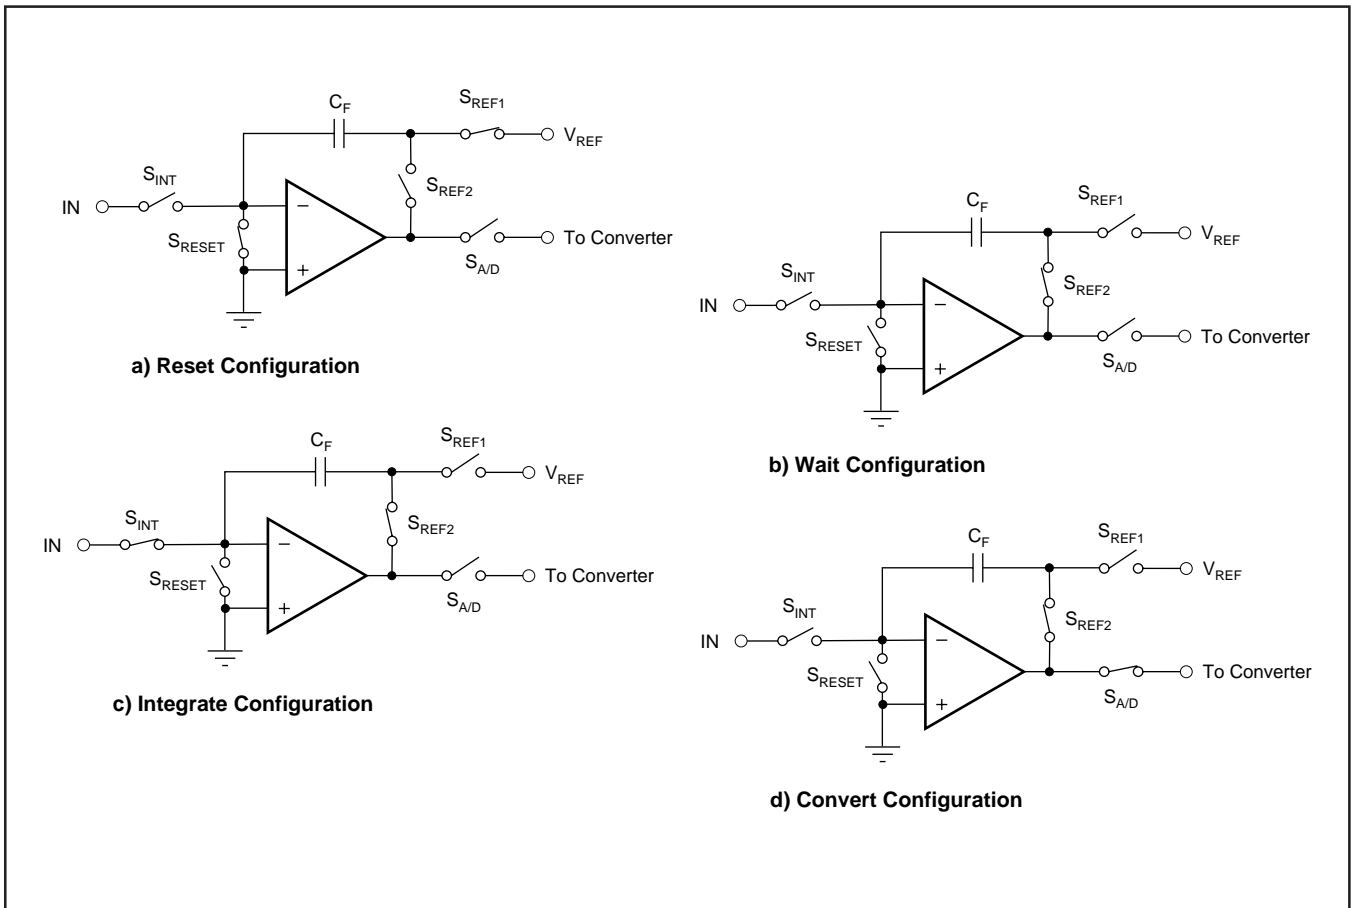 C_F
S_REF1
V_REF
S_INT
IN
S_REF2
S_RESET
−
+
To Converter
S_A/D
a) Reset Configuration
C_F
S_REF1
V_REF
S_INT
IN
S_REF2
S_RESET
−
+
To Converter
S_A/D
b) Wait Configuration
C_F
S_REF1
V_REF
S_INT
IN
S_REF2
S_RESET
−
+
To Converter
S_A/D
c) Integrate Configuration
C_F
S_REF1
V_REF
S_INT
IN
S_REF2
S_RESET
−
+
To Converter
S_A/D
d) Convert Configuration